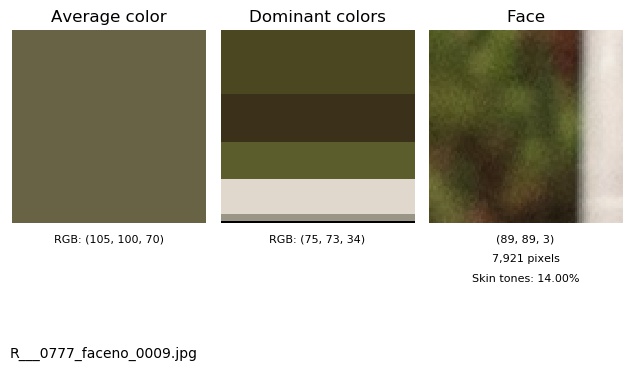 Average color
Dominant colors
Face
RGB: (105, 100, 70)
RGB: (75, 73, 34)
(89, 89, 3)
7,921 pixels
Skin tones: 14.00%
R___0777_faceno_0009.jpg